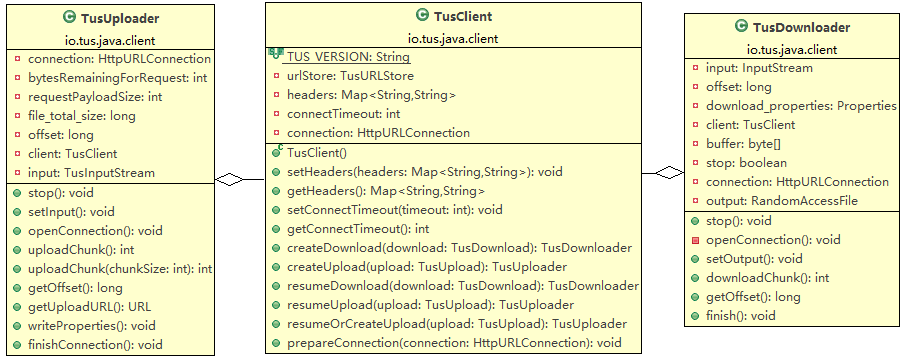 TusUploader
io.tus.java.client
connection: HttpURLConnection
bytesRemainingForRequest: int
requestPayloadSize: int
file_total_size: long
offset: long
client: TusClient
input: TusInputStream
stop(): void
setInput(): void
openConnection(): void
uploadChunk(): int
uploadChunk(chunkSize: int): int
getOffset(): long
getUploadURL(): URL
writeProperties(): void
finishConnection(): void
TusClient
io.tus.java.client
TUS_VERSION: String
urlStore: TusURLStore
headers: Map<String,String>
connectTimeout: int
connection: HttpURLConnection
TusClient()
setHeaders(headers: Map<String,String>): void
getHeaders(): Map<String,String>
setConnectTimeout(timeout: int): void
getConnectTimeout(): int
createDownload(download: TusDownload): TusDownloader
createUpload(upload: TusUpload): TusUploader
resumeDownload(download: TusDownload): TusDownloader
resumeUpload(upload: TusUpload): TusUploader
resumeOrCreateUpload(upload: TusUpload): TusUploader
prepareConnection(connection: HttpURLConnection): void
TusDownloader
io.tus.java.client
input: InputStream
offset: long
download_properties: Properties
client: TusClient
buffer: byte[]
stop: boolean
connection: HttpURLConnection
output: RandomAccessFile
stop(): void
openConnection(): void
setOutput(): void
downloadChunk(): int
getOffset(): long
finish(): void